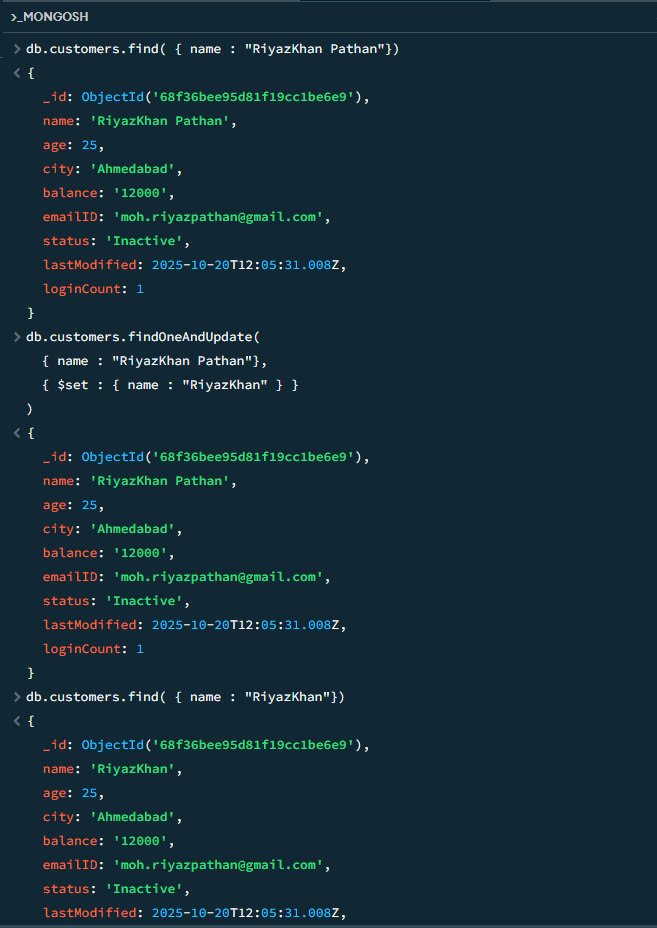 >_MONGOSH
> db.customers.find( { name : "RiyazKhan Pathan"})
< {
_id: ObjectId('68f36bee95d81f19cc1be6e9'),
name: 'RiyazKhan Pathan',
age: 25,
city: 'Ahmedabad',
balance: '12000',
emailID: 'moh.riyazpathan@gmail.com',
status: 'Inactive',
lastModified: 2025-10-20T12:05:31.008Z,
loginCount: 1
}
> db.customers.findOneAndUpdate(
{ name : "RiyazKhan Pathan"},
{ $set : { name : "RiyazKhan" } }
)
< {
_id: ObjectId('68f36bee95d81f19cc1be6e9'),
name: 'RiyazKhan Pathan',
age: 25,
city: 'Ahmedabad',
balance: '12000',
emailID: 'moh.riyazpathan@gmail.com',
status: 'Inactive',
lastModified: 2025-10-20T12:05:31.008Z,
loginCount: 1
}
> db.customers.find( { name : "RiyazKhan"})
< {
_id: ObjectId('68f36bee95d81f19cc1be6e9'),
name: 'RiyazKhan',
age: 25,
city: 'Ahmedabad',
balance: '12000',
emailID: 'moh.riyazpathan@gmail.com',
status: 'Inactive',
lastModified: 2025-10-20T12:05:31.008Z,